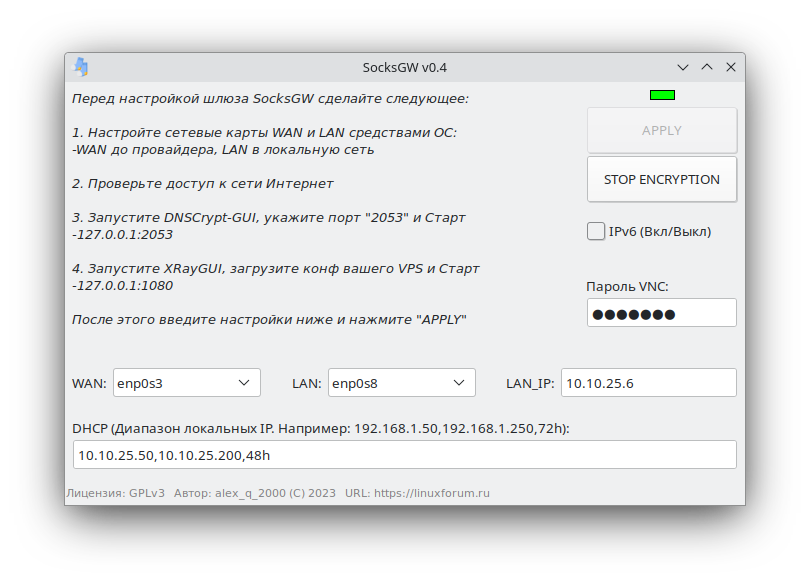 SocksGW v0.4
Перед настройкой шлюза SocksGW сделайте следующее:
1. Настройте сетевые карты WAN и LAN средствами ОС:
-WAN до провайдера, LAN в локальную сеть
2. Проверьте доступ к сети Интернет
3. Запустите DNSCrypt-GUI, укажите порт "2053" и Старт
-127.0.0.1:2053
4. Запустите XRayGUI, загрузите конф вашего VPS и Старт
-127.0.0.1:1080
После этого введите настройки ниже и нажмите "APPLY"
APPLY
STOP ENCRYPTION
IPv6 (Вкл/Выкл)
Пароль VNC:
●●●●●●●
WAN: enp0s3 LAN: enp0s8 LAN_IP: 10.10.25.6
DHCP (Диапазон локальных IP. Например: 192.168.1.50,192.168.1.250,72h):
10.10.25.50,10.10.25.200,48h
Лицензия: GPLv3 Автор: alex_q_2000 (C) 2023 URL: https://linuxforum.ru